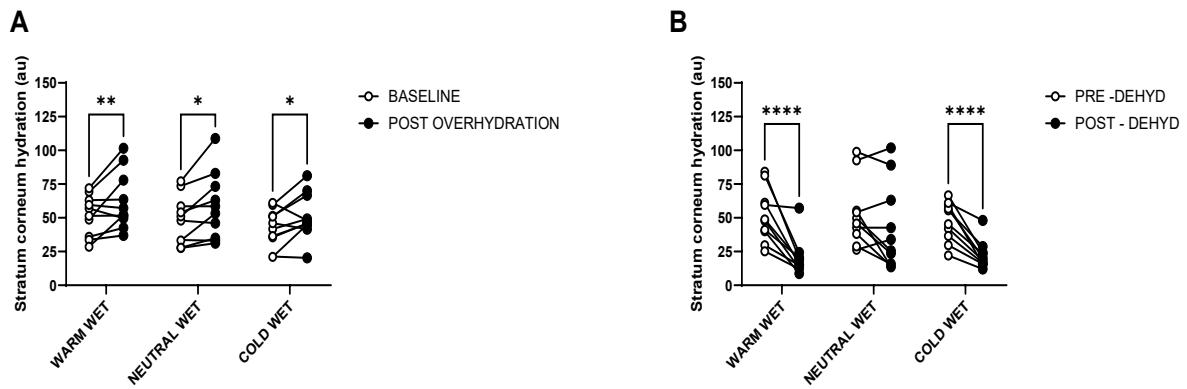 A
Stratum corneum hydration (au)
150
125
100
75
50
25
0
**
*
*
WARM WET
NEUTRAL WET
COLD WET
BASELINE
POST OVERHYDRATION
B
Stratum corneum hydration (au)
150
125
100
75
50
25
0
****
****
WARM WET
NEUTRAL WET
COLD WET
PRE -DEHYD
POST - DEHYD